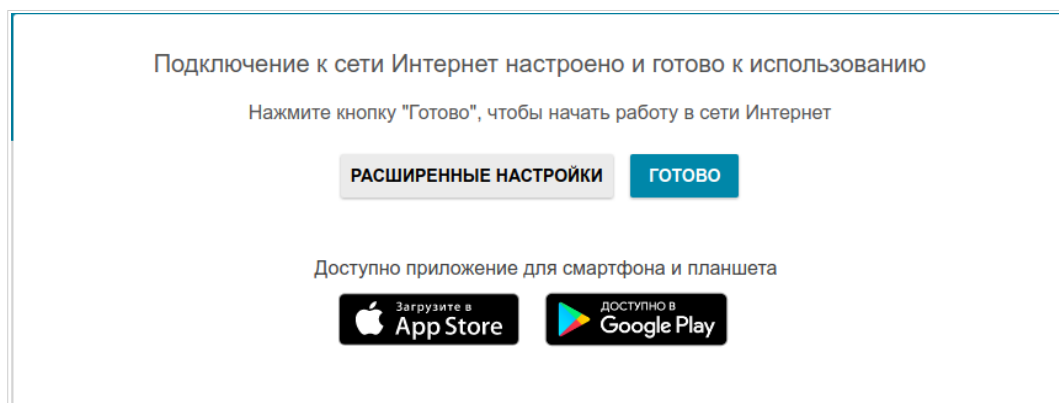 Подключение к сети Интернет настроено и готово к использованию
Нажмите кнопку "Готово", чтобы начать работу в сети Интернет
РАСШИРЕННЫЕ НАСТРОЙКИ ГОТОВО
Доступно приложение для смартфона и планшета
Загрузите в
App Store
ДОСТУПНО В
Google Play